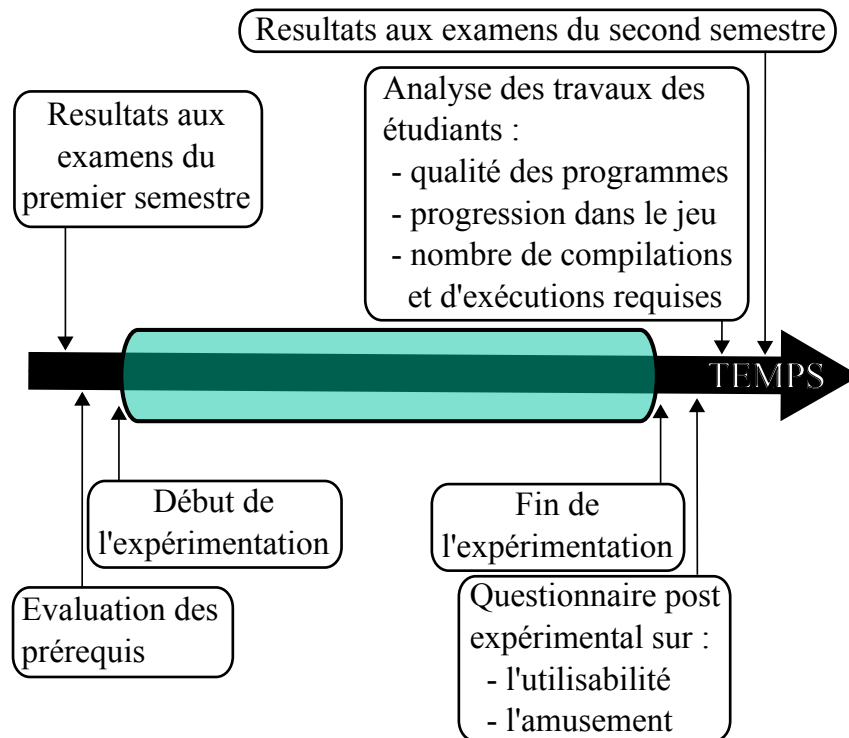 Resultats aux examens du second semestre
Resultats aux
examens du
premier semestre
Analyse des travaux des
étudiants :
- qualité des programmes
- progression dans le jeu
- nombre de compilations
et d'exécutions requises
TEMPS
Début de
l'expérimentation
Fin de
l'expérimentation
Evaluation des
prérequis
Questionnaire post
expérimental sur :
- l'utilisabilité
- l'amusement